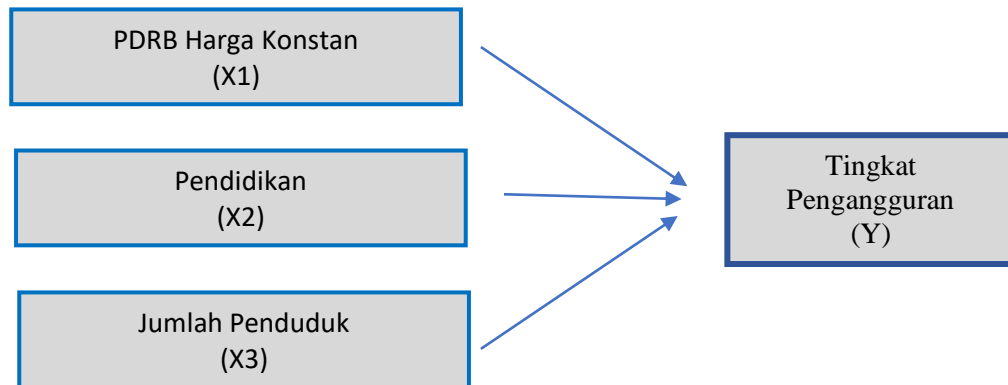 PDRB Harga Konstan
(X1)
Pendidikan
(X2)
Jumlah Penduduk
(X3)
Tingkat
Pengangguran
(Y)